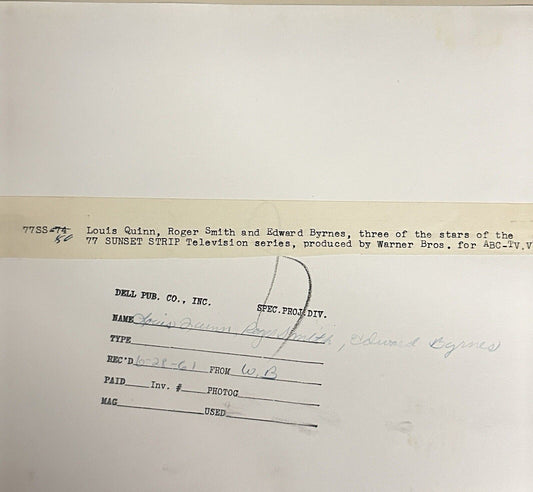 77SS-74 Louis Quinn, Roger Smith and Edward Byrnes, three of the stars of the
80 77 SUNSET STRIP Television series, produced by Warner Bros. for ABC-TV.V
DELL PUB. CO., INC. SPEC.PROJ.DIV.
NAME Louis Quinn, Roger Smith, Edward Byrnes
TYPE
REC'D 6-28-61 FROM W.B
PAID Inv. # PHOTOG
MAG USED